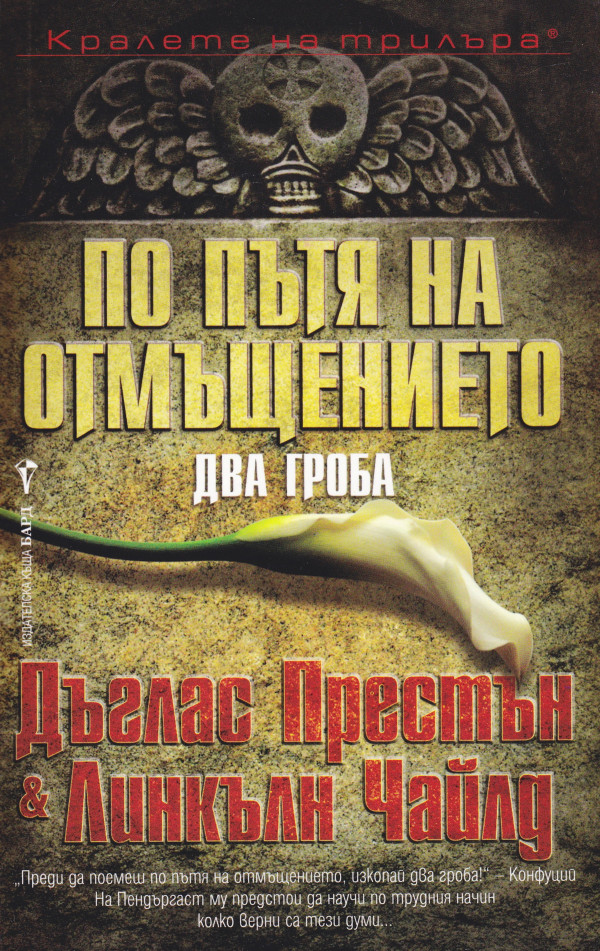 Кралете на трилъра®
ПО ПЪТЯ НА
ОТМЪЩЕНИЕТО
ДВА ГРОБА
ИЗДАТЕЛСКА КЪЩА БАРД
Дъглас Престън
& Линкълн Чайлд
„Преди да поемеш по пътя на отмъщението, изкопай два гроба!“ – Конфуций
На Пендъргаст му предстои да научи по трудния начин
колко верни са тези думи...